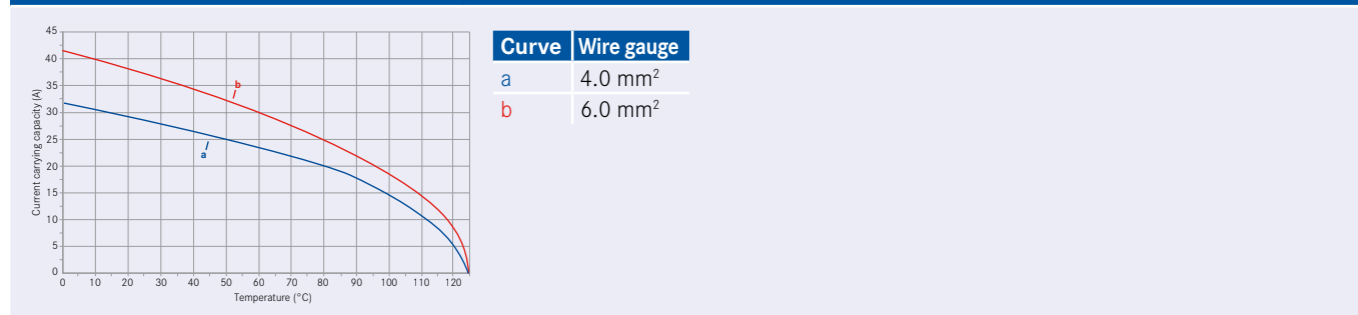 45
40
35
30
25
20
15
10
5
0
Current carrying capacity (A)
b
a
0 10 20 30 40 50 60 70 80 90 100 110 120
Temperature (°C)
Curve Wire gauge
a 4.0 mm²
b 6.0 mm²